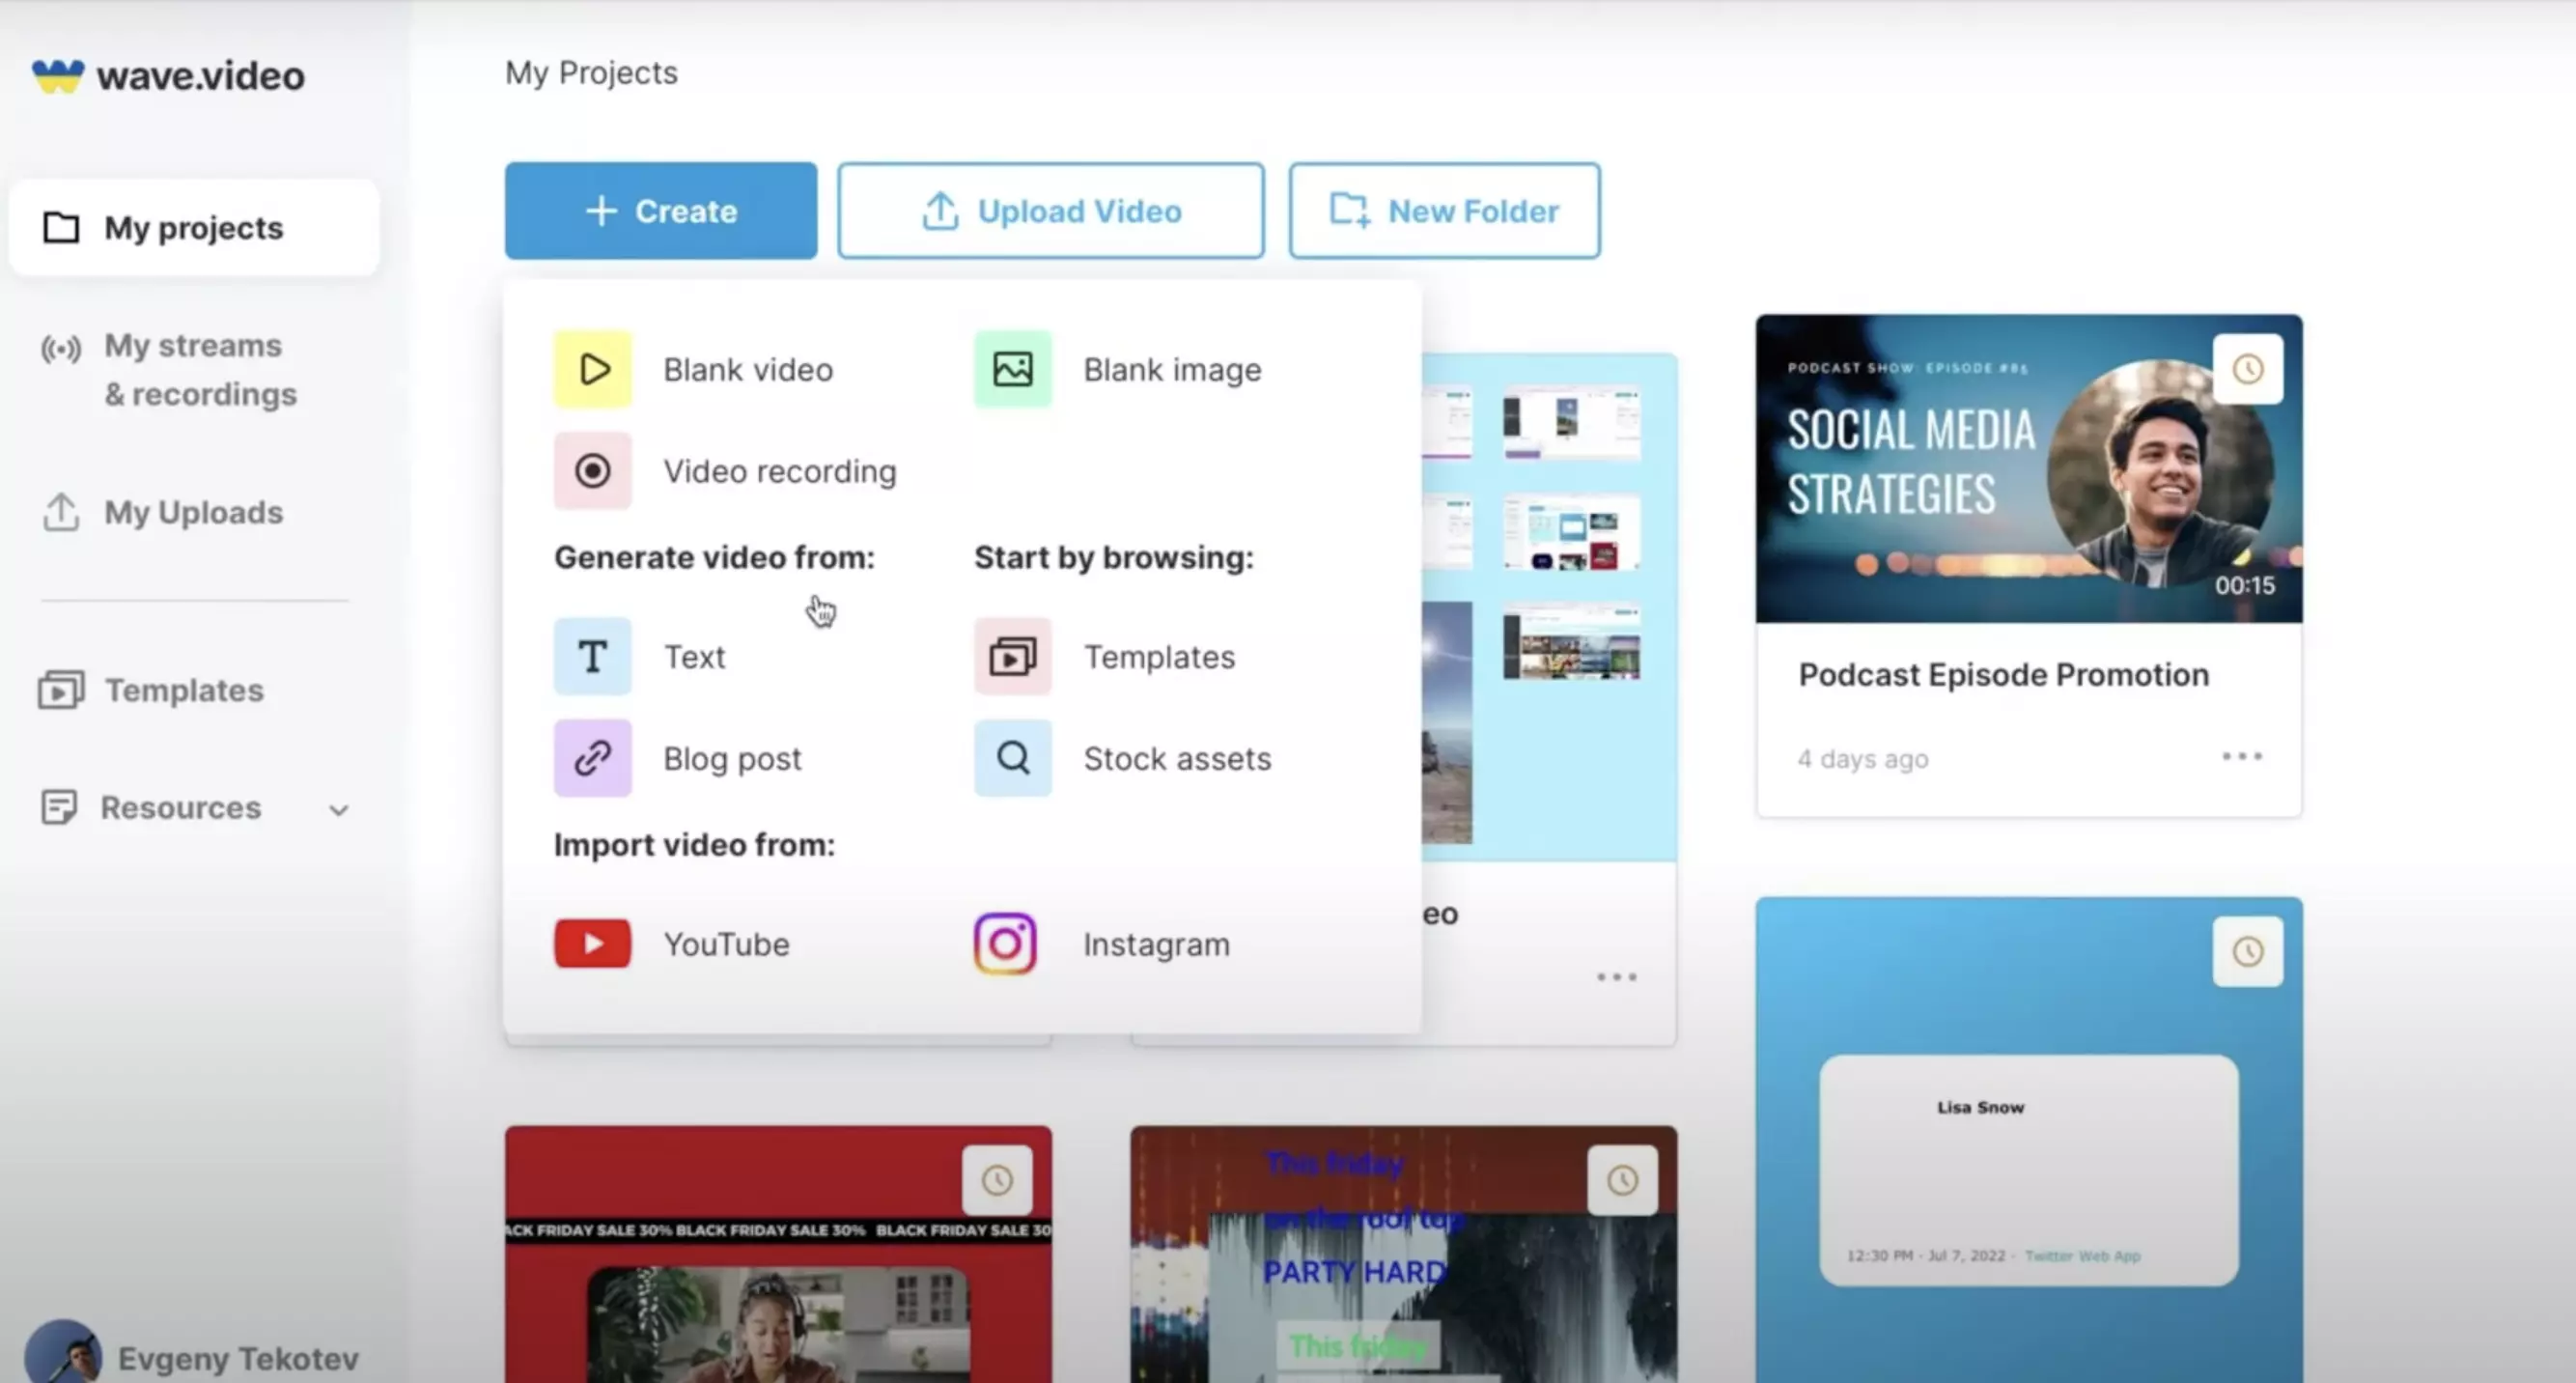 wave.video
My projects
My streams
& recordings
My Uploads
Templates
Resources
Evgeny Tekotev
My Projects
+ Create
Upload Video
New Folder
Blank video
Blank image
Video recording
Generate video from:
Start by browsing:
Text
Templates
Blog post
Stock assets
Import video from:
YouTube
Instagram
eo
PODCAST SHOW EPISODE #85
SOCIAL MEDIA
STRATEGIES
00:15
Podcast Episode Promotion
4 days ago
ACK FRIDAY SALE 30% BLACK FRIDAY SALE 30% BLACK FRIDAY SALE 30
This friday
on the roof top
PARTY HARD
This friday
Lisa Snow
12:30 PM · Jul 7, 2022 · Twitter Web App